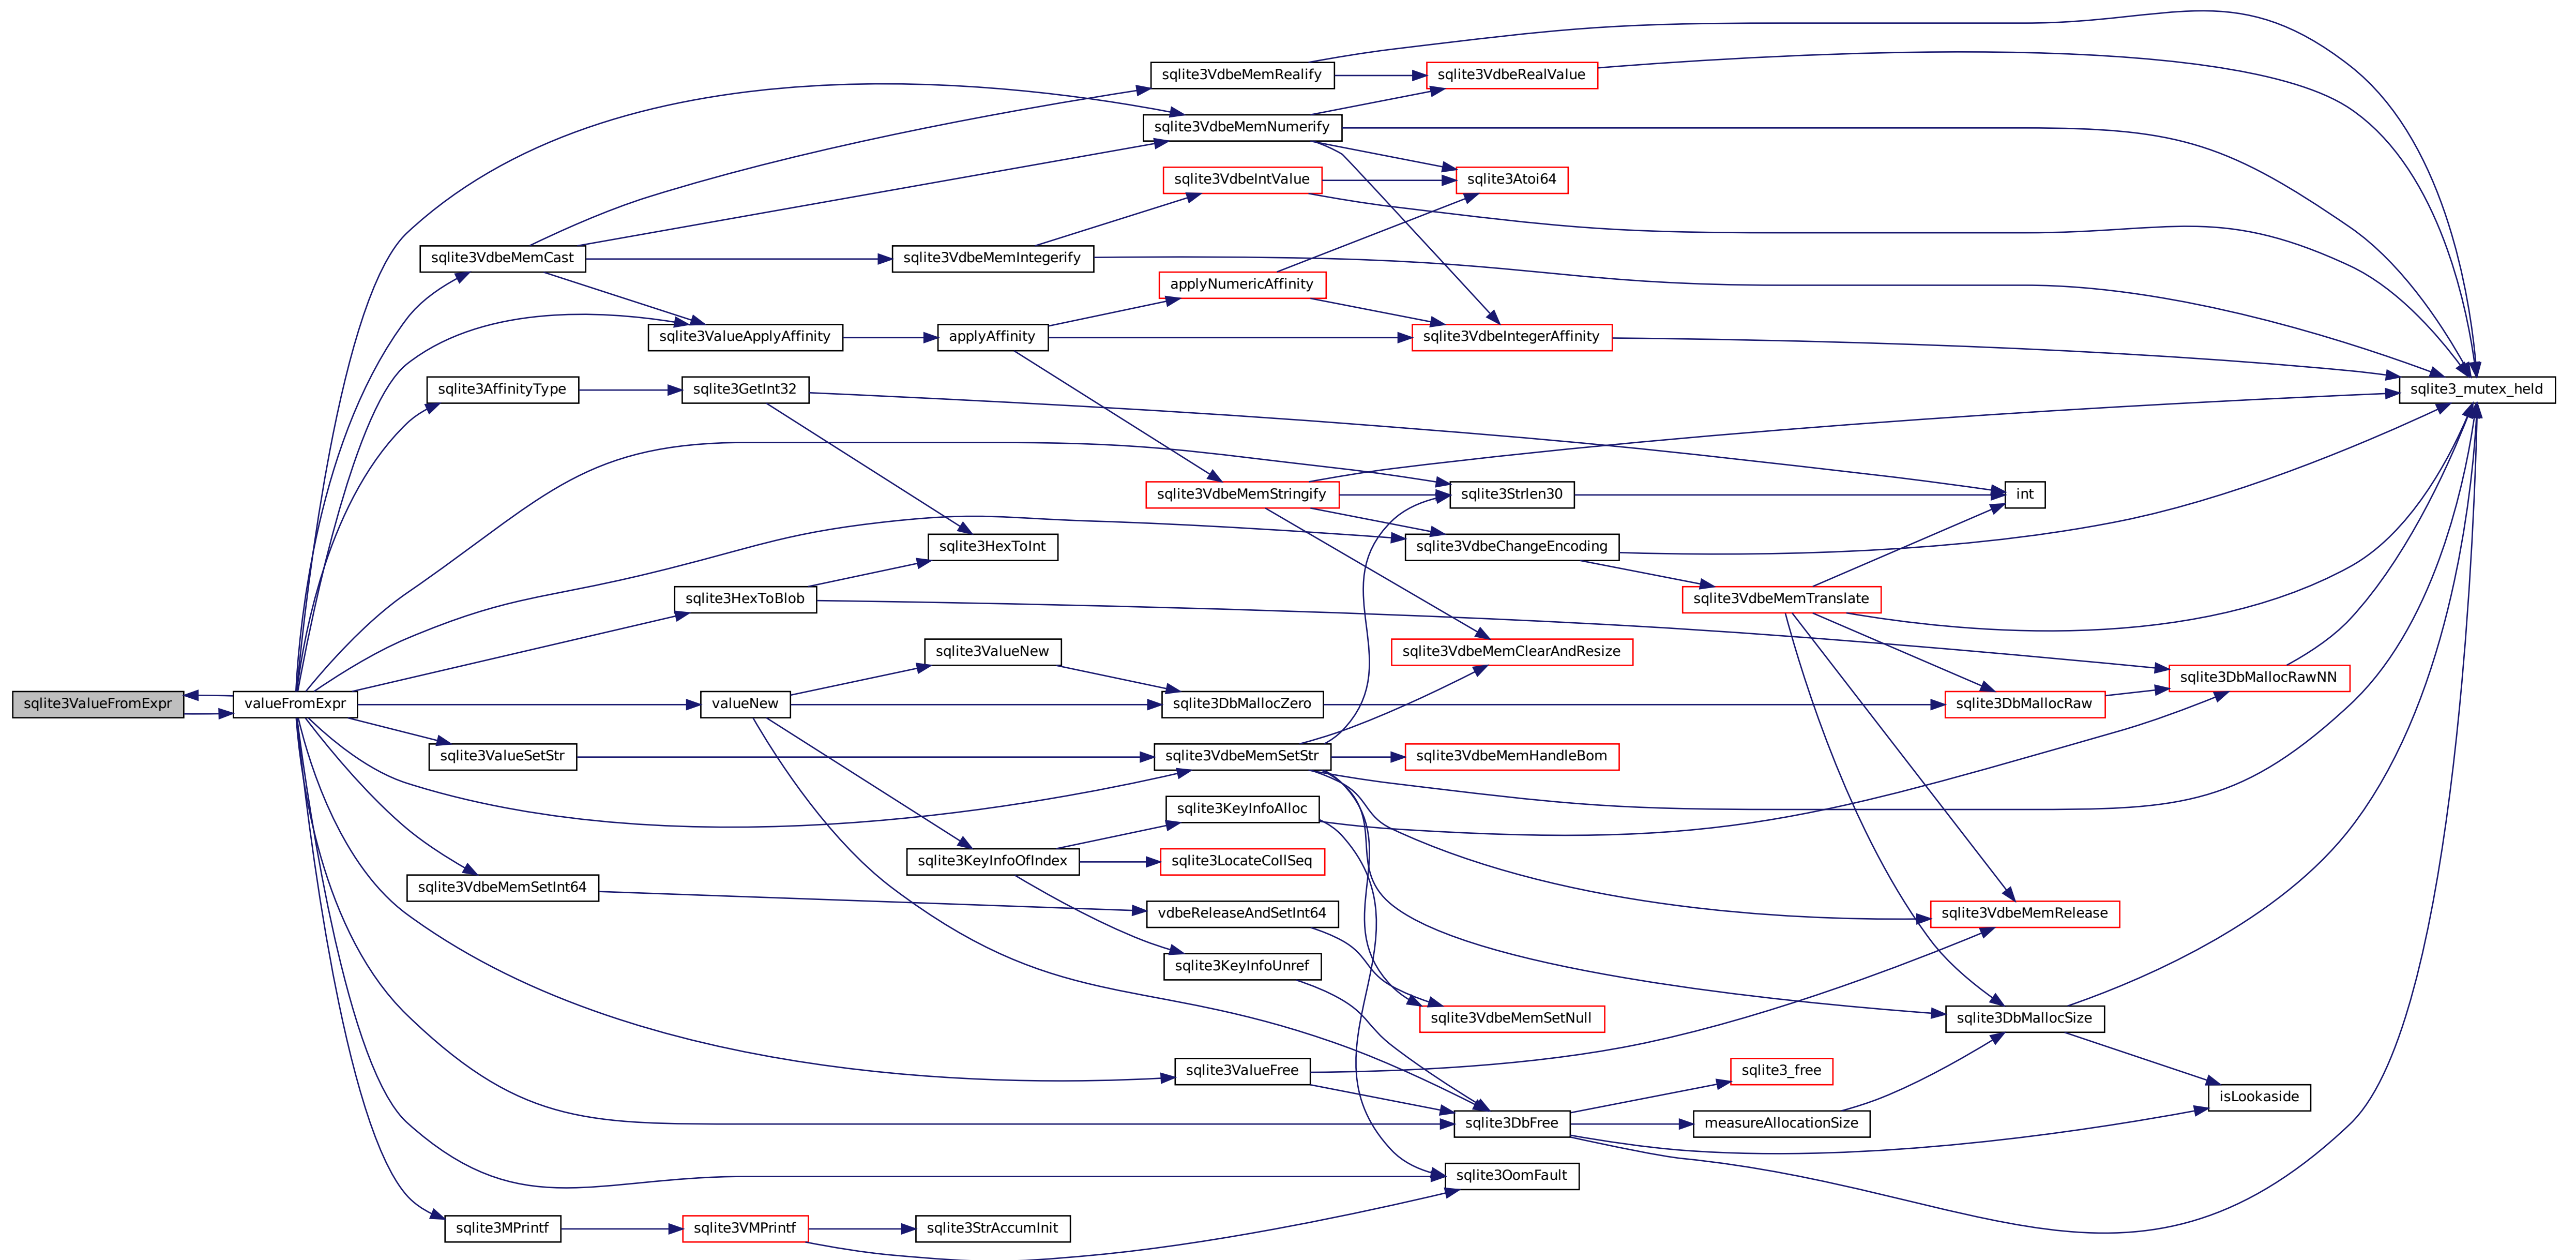 sqlite3VdbeMemRealify
sqlite3VdbeRealValue
sqlite3VdbeMemNumerify
sqlite3VdbeIntValue
sqlite3Atoi64
sqlite3VdbeMemCast
sqlite3VdbeMemIntegerify
applyNumericAffinity
sqlite3ValueApplyAffinity
applyAffinity
sqlite3VdbeIntegerAffinity
sqlite3AffinityType
sqlite3GetInt32
sqlite3_mutex_held
sqlite3VdbeMemStringify
sqlite3Strlen30
int
sqlite3HexToInt
sqlite3VdbeChangeEncoding
sqlite3HexToBlob
sqlite3VdbeMemTranslate
sqlite3ValueNew
sqlite3VdbeMemClearAndResize
sqlite3DbMallocRawNN
sqlite3ValueFromExpr
valueFromExpr
valueNew
sqlite3DbMallocZero
sqlite3DbMallocRaw
sqlite3ValueSetStr
sqlite3VdbeMemSetStr
sqlite3VdbeMemHandleBom
sqlite3KeyInfoAlloc
sqlite3KeyInfoOfIndex
sqlite3LocateCollSeq
sqlite3VdbeMemSetInt64
vdbeReleaseAndSetInt64
sqlite3VdbeMemRelease
sqlite3KeyInfoUnref
sqlite3VdbeMemSetNull
sqlite3DbMallocSize
sqlite3ValueFree
sqlite3_free
isLookaside
sqlite3DbFree
measureAllocationSize
sqlite3OomFault
sqlite3MPrintf
sqlite3VMPrintf
sqlite3StrAccumInit